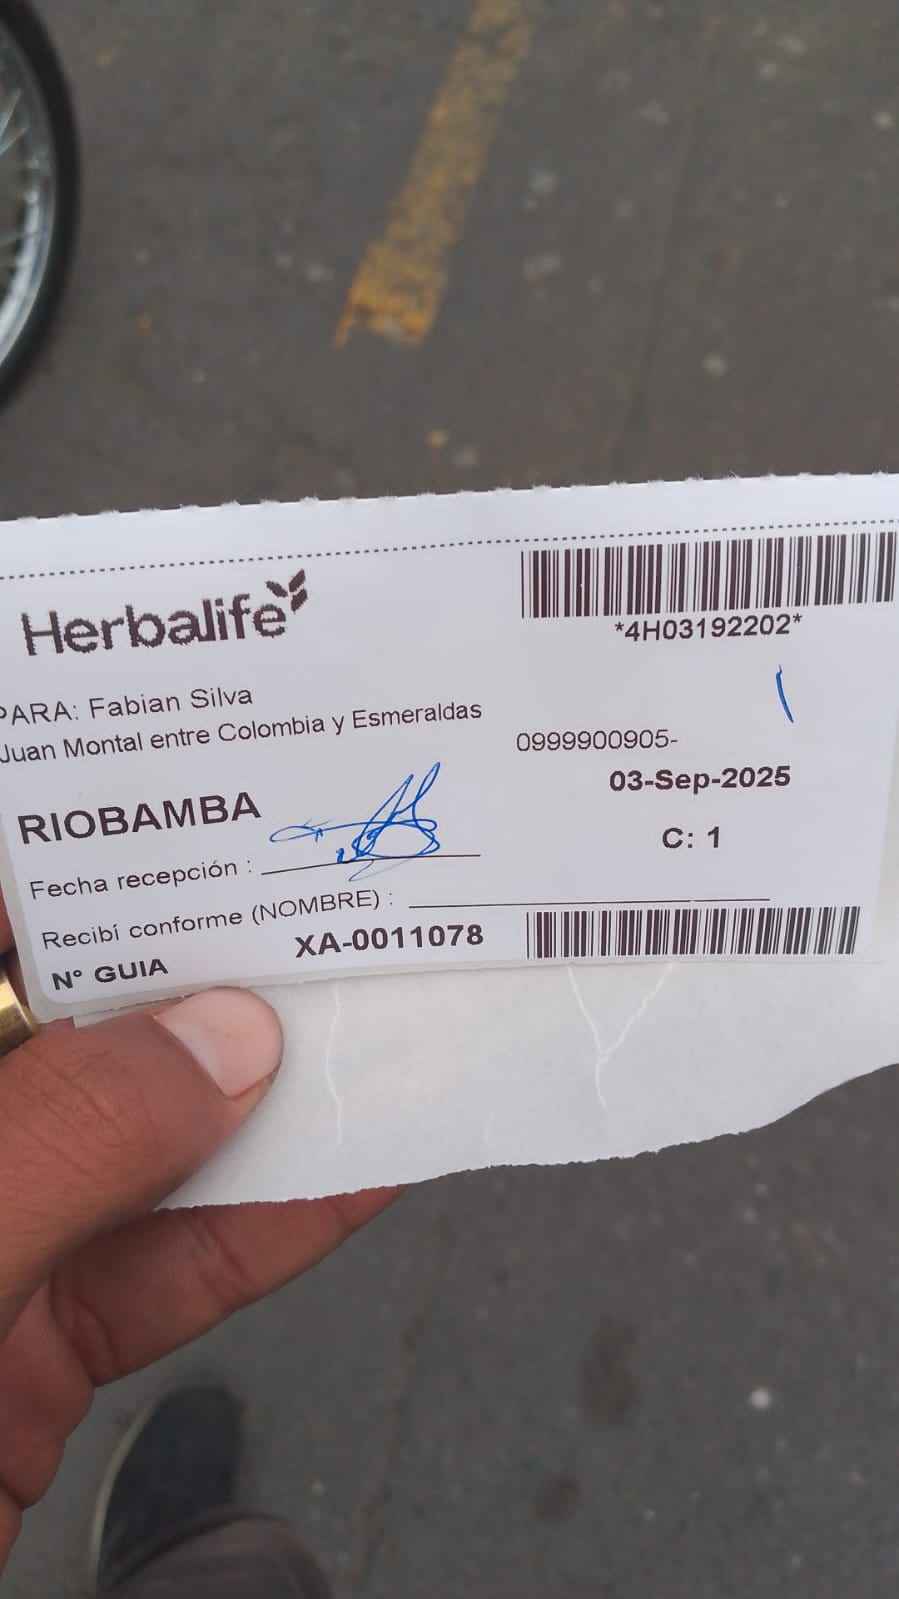 Herbalife
*4H03192202*
PARA: Fabian Silva
Juan Montal entre Colombia y Esmeraldas
0999900905-
03-Sep-2025
RIOBAMBA
C: 1
Fecha recepción :
Recibí conforme (NOMBRE) :
Nº GUIA XA-0011078